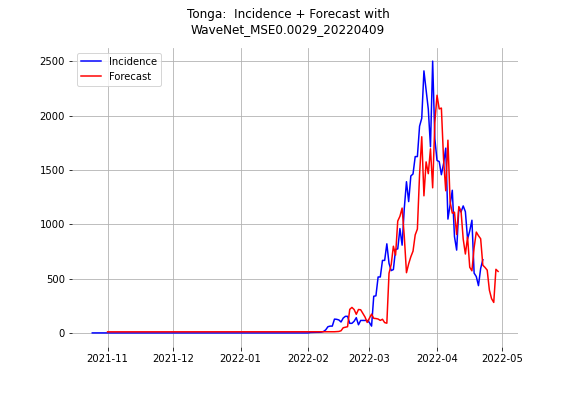 Tonga:  Incidence + Forecast with
WaveNet_MSE0.0029_20220409
Incidence
Forecast
2500
2000
1500
1000
500
0
2021-11 2021-12 2022-01 2022-02 2022-03 2022-04 2022-05